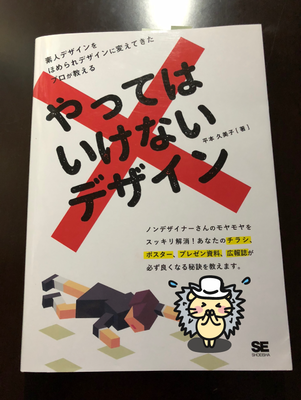 素人デザインを
ほめられデザインに変えてきた
プロが教える
やっては
いけない
デザイン
平本 久美子［著］
ノンデザイナーさんのモヤモヤを
スッキリ解消！あなたのチラシ、
ポスター、プレゼン資料、広報誌が
必ず良くなる秘訣を教えます。
SE
SHOEISHA